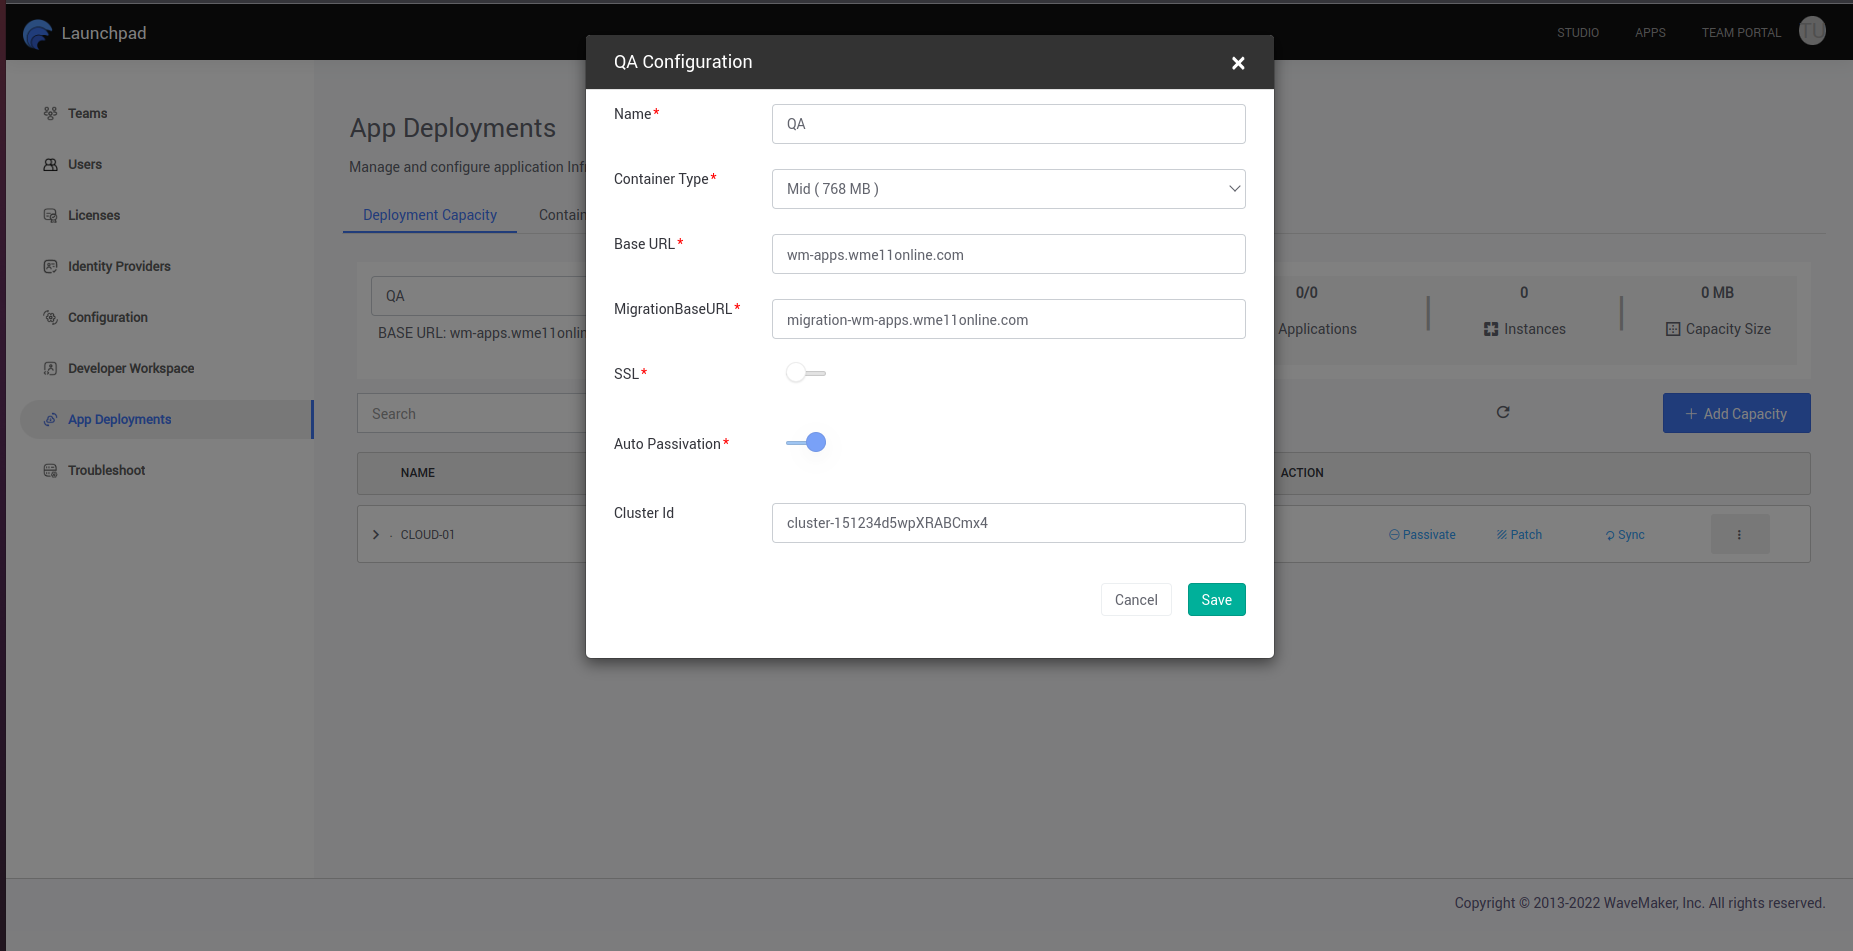 Launchpad
STUDIO APPS TEAM PORTAL TU
Teams
Users
Licenses
Identity Providers
Configuration
Developer Workspace
App Deployments
Troubleshoot
App Deployments
Manage and configure application Inf
Deployment Capacity Contain
QA
BASE URL: wm-apps.wme11onlin
0/0 0 0 MB
Applications Instances Capacity Size
Search
+ Add Capacity
NAME ACTION
CLOUD-01 Passivate Patch Sync
QA Configuration
Name*
QA
Container Type*
Mid ( 768 MB )
Base URL*
wm-apps.wme11online.com
MigrationBaseURL*
migration-wm-apps.wme11online.com
SSL*
Auto Passivation*
Cluster Id
cluster-151234d5wpXRABCmx4
Cancel Save
Copyright © 2013-2022 WaveMaker, Inc. All rights reserved.